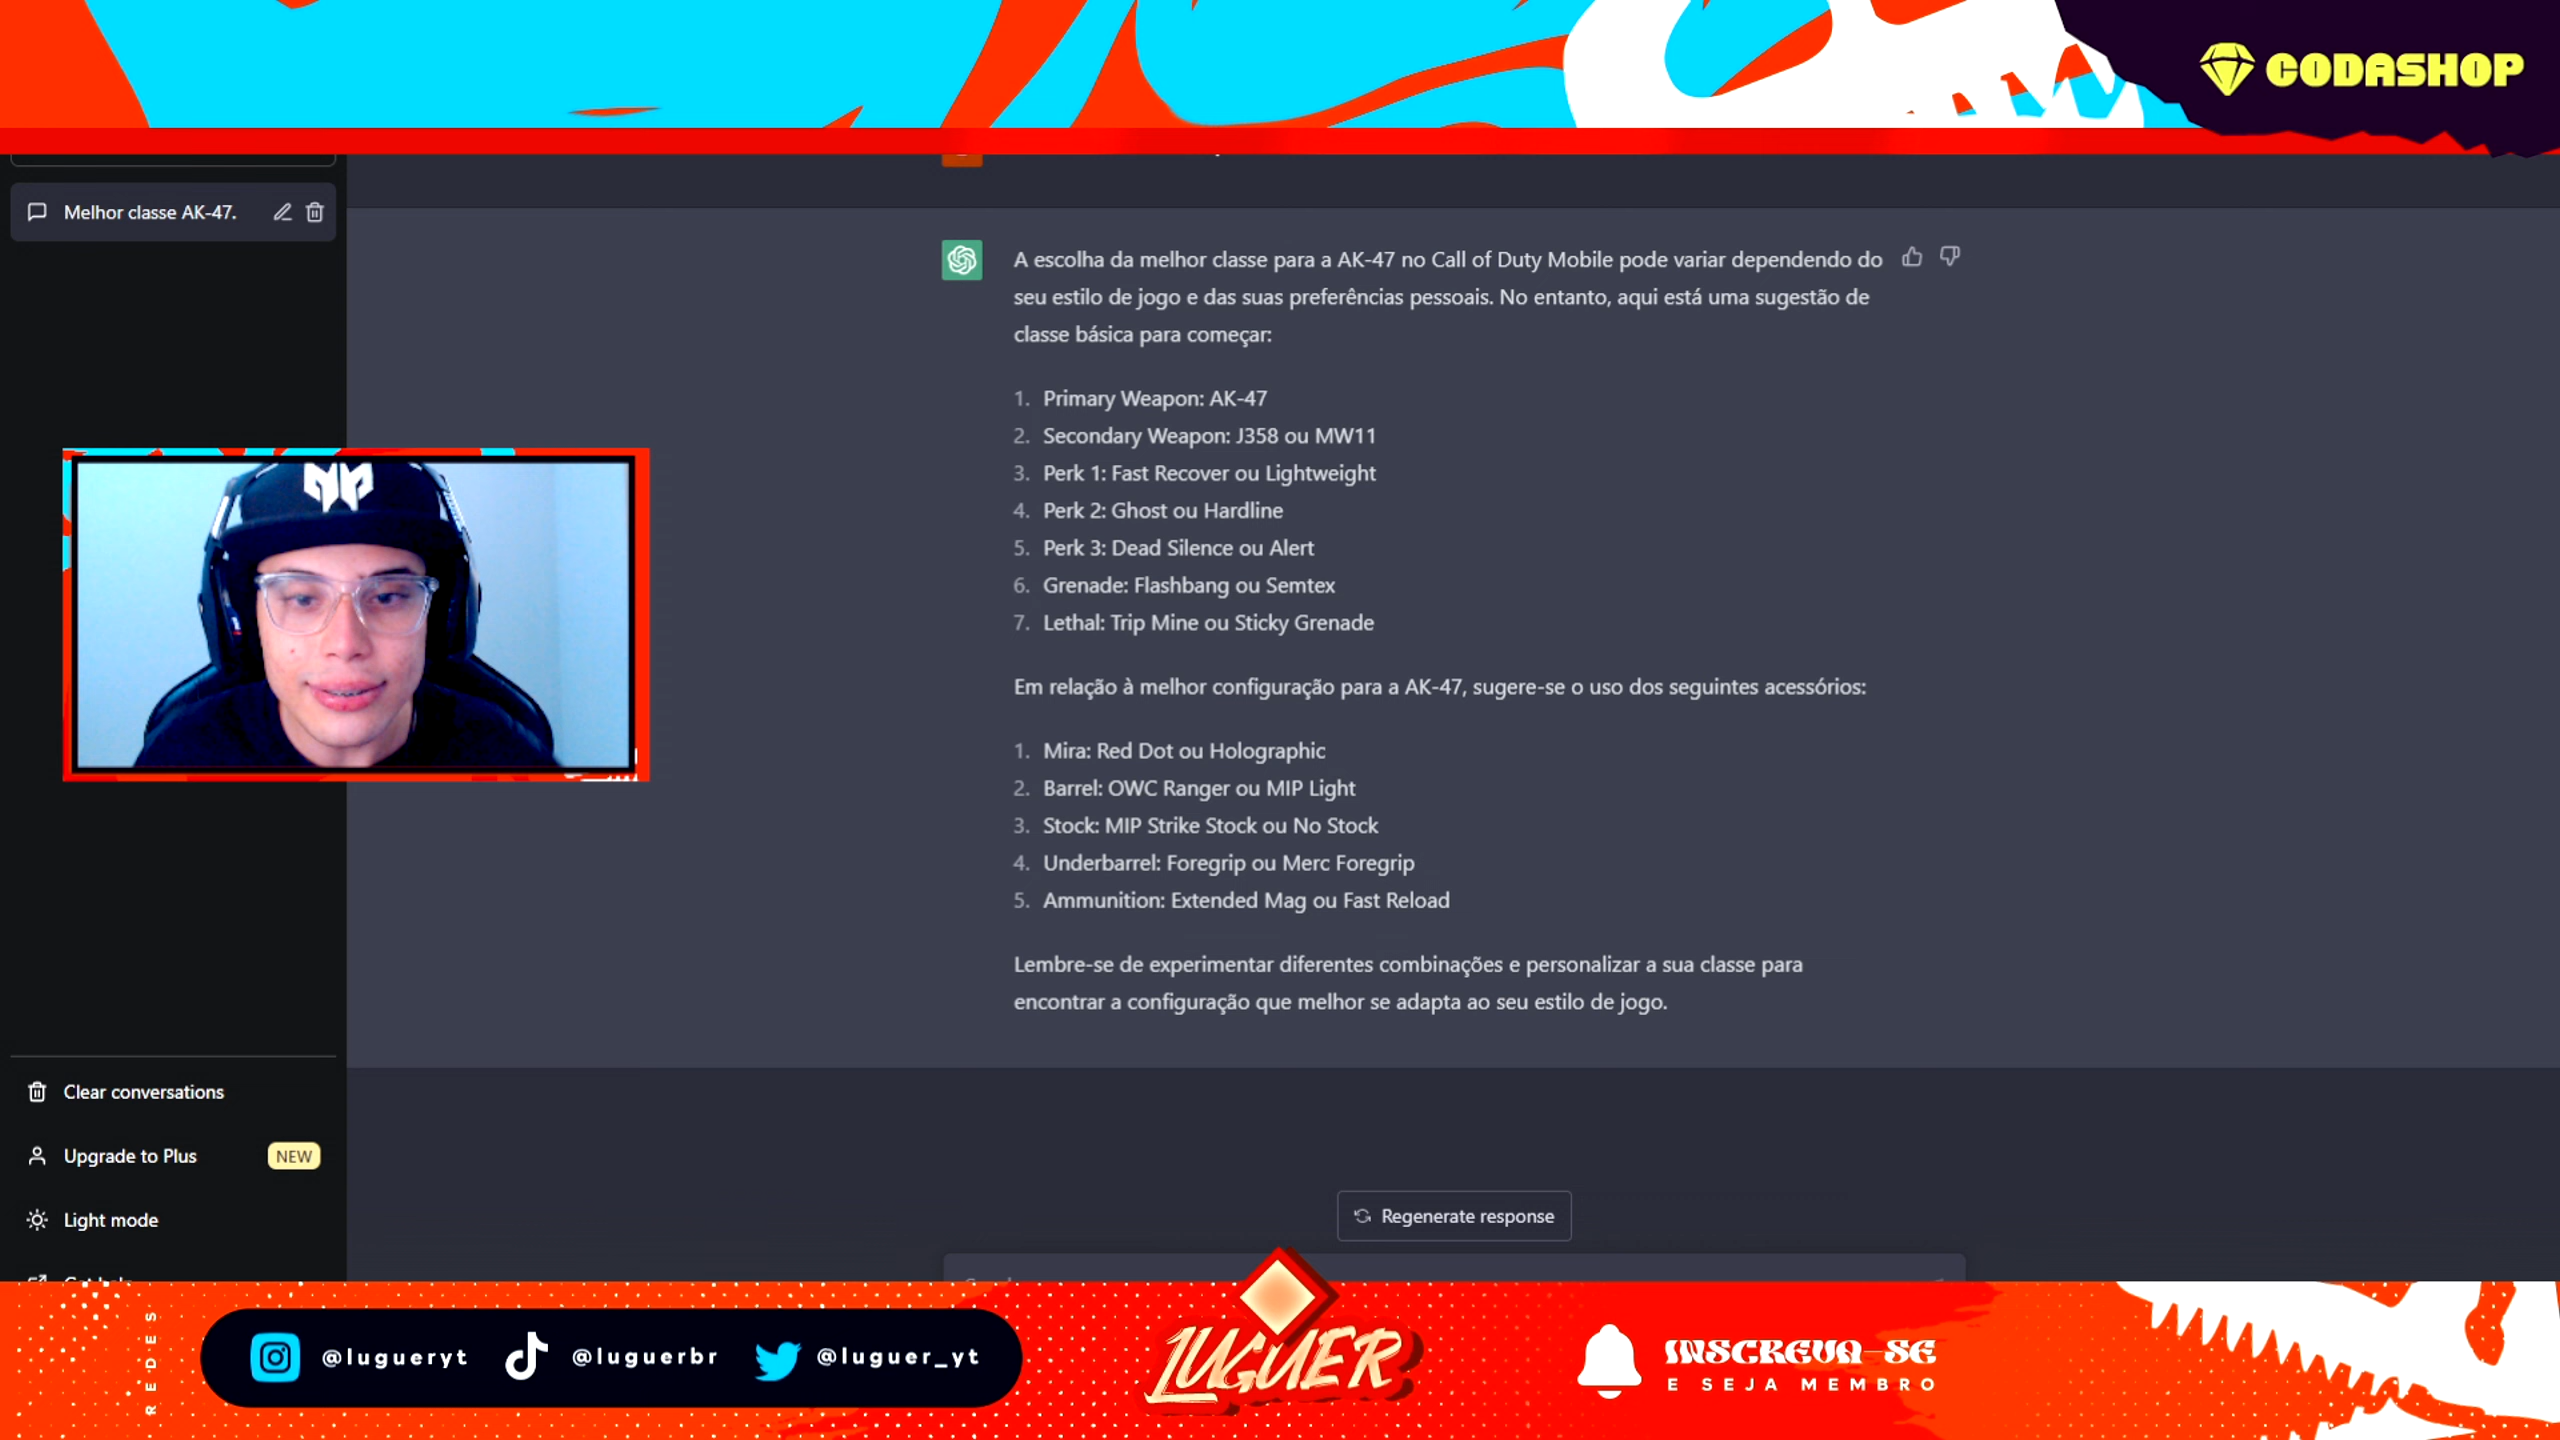 CODASHOP
Melhor classe AK-47.
A escolha da melhor classe para a AK-47 no Call of Duty Mobile pode variar dependendo do
seu estilo de jogo e das suas preferências pessoais. No entanto, aqui está uma sugestão de
classe básica para começar:
1. Primary Weapon: AK-47
2. Secondary Weapon: J358 ou MW11
3. Perk 1: Fast Recover ou Lightweight
4. Perk 2: Ghost ou Hardline
5. Perk 3: Dead Silence ou Alert
6. Grenade: Flashbang ou Semtex
7. Lethal: Trip Mine ou Sticky Grenade
Em relação à melhor configuração para a AK-47, sugere-se o uso dos seguintes acessórios:
1. Mira: Red Dot ou Holographic
2. Barrel: OWC Ranger ou MIP Light
3. Stock: MIP Strike Stock ou No Stock
4. Underbarrel: Foregrip ou Merc Foregrip
5. Ammunition: Extended Mag ou Fast Reload
Lembre-se de experimentar diferentes combinações e personalizar a sua classe para
encontrar a configuração que melhor se adapta ao seu estilo de jogo.
Clear conversations
Upgrade to Plus NEW
Light mode
Regenerate response
REDES
@lugueryt @luguerbr @luguer_yt
LUGUER
INSCREVA-SE
E SEJA MEMBRO